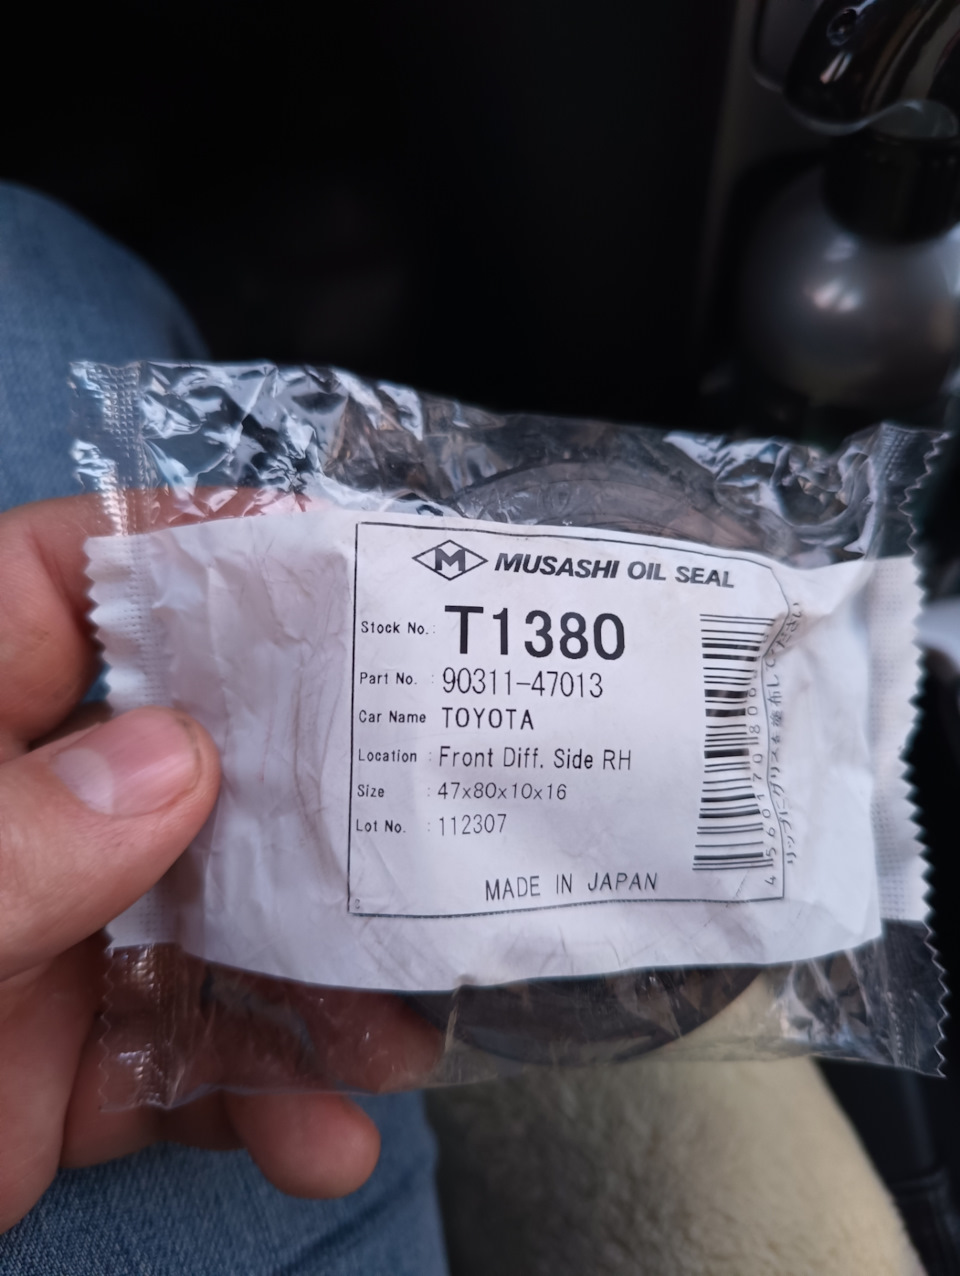 M MUSASHI OIL SEAL
Stock No. : T1380
Part No. : 90311-47013
Car Name TOYOTA
Location : Front Diff. Side RH
Size : 47x80x10x16
Lot No. : 112307
MADE IN JAPAN